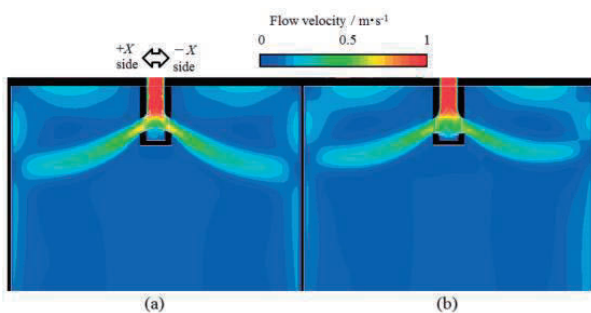 Flow velocity / m·s⁻¹
0 0.5 1
+X −X
side side
(a) (b)